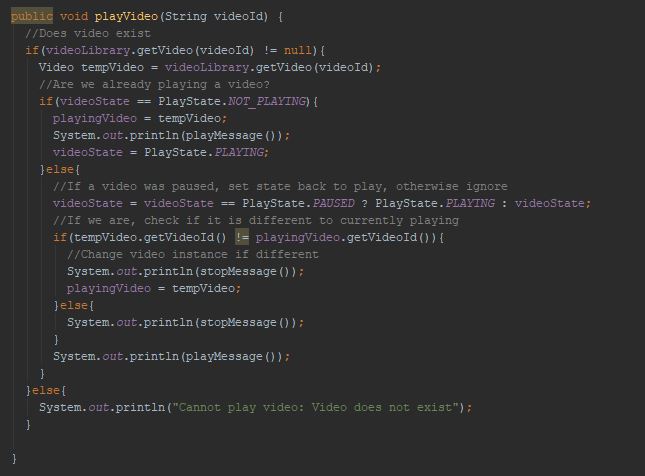 public void playVideo(String videoId) {
  //Does video exist
  if(videoLibrary.getVideo(videoId) != null){
    Video tempVideo = videoLibrary.getVideo(videoId);
    //Are we already playing a video?
    if(videoState == PlayState.NOT_PLAYING){
      playingVideo = tempVideo;
      System.out.println(playMessage());
      videoState = PlayState.PLAYING;
    }else{
      //If a video was paused, set state back to play, otherwise ignore
      videoState = videoState == PlayState.PAUSED ? PlayState.PLAYING : videoState;
      //If we are, check if it is different to currently playing
      if(tempVideo.getVideoId() != playingVideo.getVideoId()){
        //Change video instance if different
        System.out.println(stopMessage());
        playingVideo = tempVideo;
      }else{
        System.out.println(stopMessage());
      }
      System.out.println(playMessage());
    }
  }else{
    System.out.println("Cannot play video: Video does not exist");
  }
}